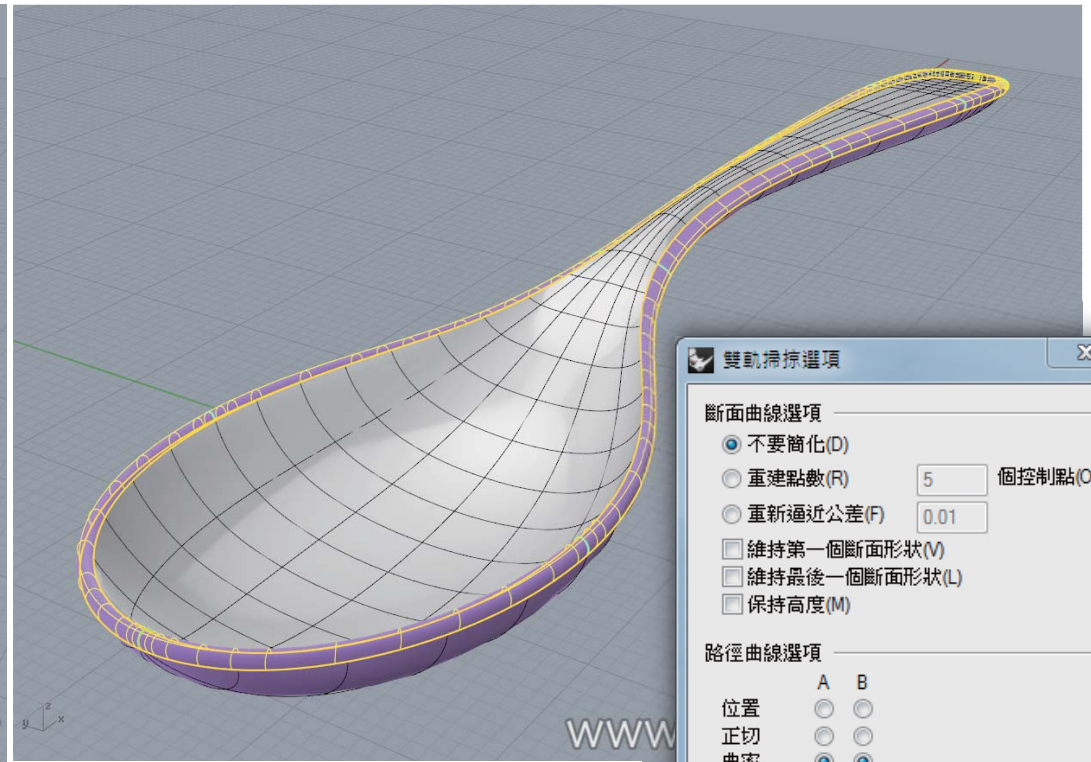 雙軌掃掠選項
斷面曲線選項
不要簡化(D)
重建點數(R) 5 個控制點(O
重新逼近公差(F) 0.01
維持第一個斷面形狀(V)
維持最後一個斷面形狀(L)
保持高度(M)
路徑曲線選項
A B
位置
正切
曲率
z
y x
www